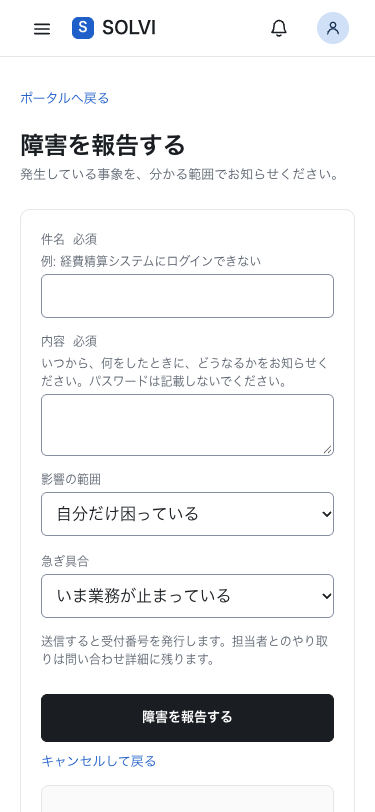 S SOLVI
ポータルへ戻る
障害を報告する
発生している事象を、分かる範囲でお知らせください。
件名 必須
例: 経費精算システムにログインできない
内容 必須
いつから、何をしたときに、どうなるかをお知らせく
ださい。パスワードは記載しないでください。
影響の範囲
自分だけ困っている
急ぎ具合
いま業務が止まっている
送信すると受付番号を発行します。担当者とのやり取
りは問い合わせ詳細に残ります。
障害を報告する
キャンセルして戻る